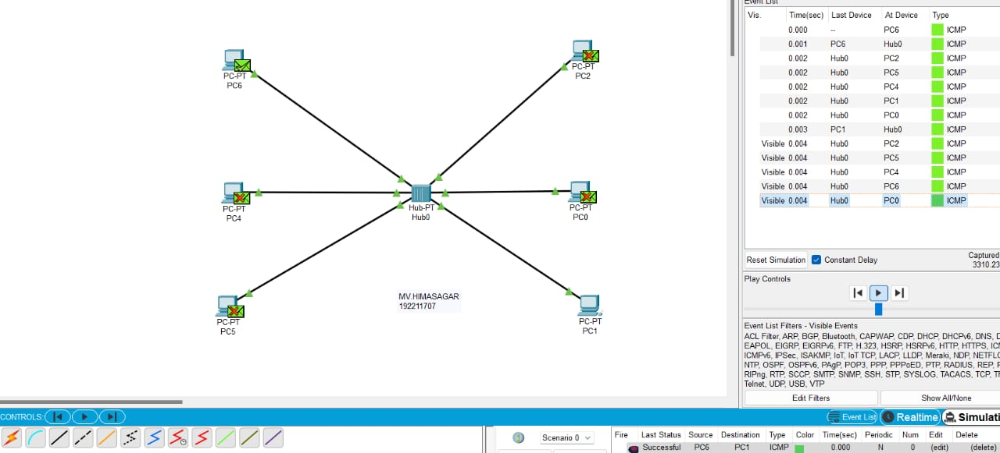 Event List
Vis. Time(sec) Last Device At Device Type
0.000 -- PC6 ICMP
0.001 PC6 Hub0 ICMP
0.002 Hub0 PC2 ICMP
0.002 Hub0 PC5 ICMP
0.002 Hub0 PC4 ICMP
0.002 Hub0 PC1 ICMP
0.002 Hub0 PC0 ICMP
0.003 PC1 Hub0 ICMP
Visible 0.004 Hub0 PC2 ICMP
Visible 0.004 Hub0 PC5 ICMP
Visible 0.004 Hub0 PC4 ICMP
Visible 0.004 Hub0 PC6 ICMP
Visible 0.004 Hub0 PC0 ICMP
PC-PT
PC6
PC-PT
PC2
PC-PT
PC4
Hub-PT
Hub0
PC-PT
PC0
PC-PT
PC5
MV.HIMASAGAR
192211707
PC-PT
PC1
Reset Simulation Constant Delay Captured
3310.23
Play Controls
Event List Filters - Visible Events
ACL Filter, ARP, BGP, Bluetooth, CAPWAP, CDP, DHCP, DHCPv6, DNS,
EAPOL, EIGRP, EIGRPv6, FTP, H.323, HSRP, HSRPv6, HTTP, HTTPS,
ICMPv6, IPSec, ISAKMP, IoT, IoT TCP, LACP, LLDP, Meraki, NDP,
NTP, OSPF, OSPFv6, PAgP, POP3, PPP, PPPoED, PTP, RADIUS, REP,
RIPng, RTP, SCCP, SMTP, SNMP, SSH, STP, SYSLOG, TACACS, TCP,
Telnet, UDP, USB, VTP
Edit Filters Show All/None
CONTROLS: Event List Realtime
Scenario 0
Fire Last Status Source Destination Type Color Time(sec) Periodic Num Edit Delete
Successful PC6 PC1 ICMP 0.000 N 0 (edit) (delete)